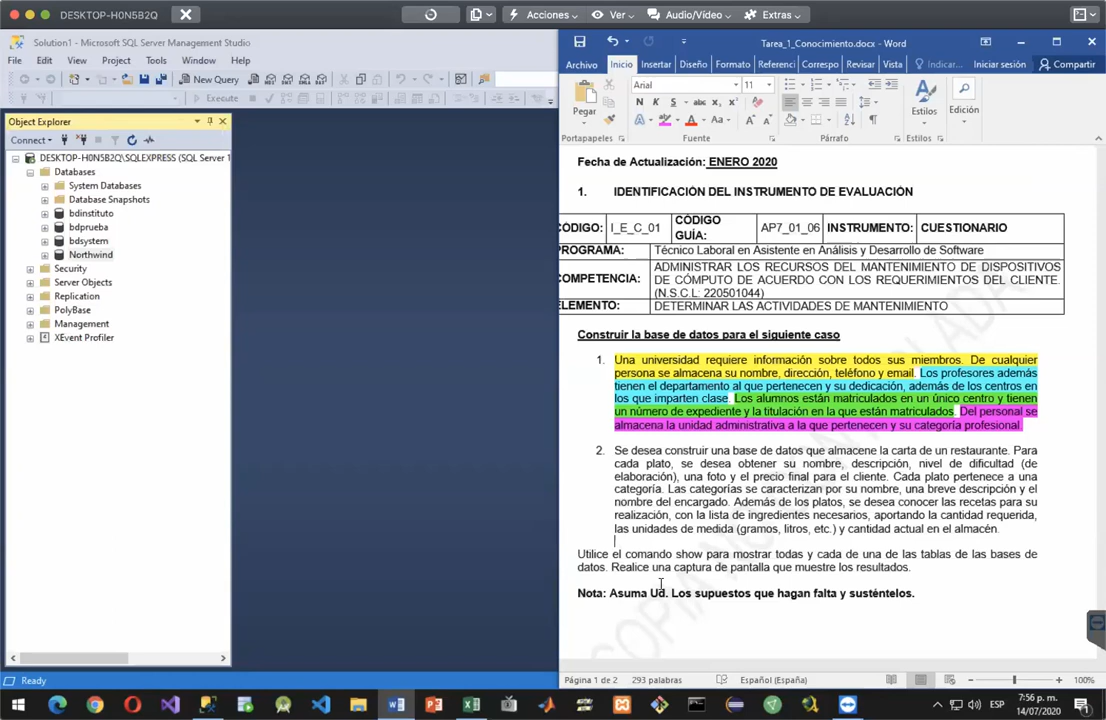 DESKTOP-H0N5B2Q
Acciones
Ver
Audio/Vídeo
Extras
Solution1 - Microsoft SQL Server Management Studio
File Edit View Project Tools Window Help
New Query
Execute
Object Explorer
Connect
DESKTOP-H0N5B2Q\SQLEXPRESS (SQL Server 1
Databases
System Databases
Database Snapshots
bdinstituto
bdprueba
bdsystem
Northwind
Security
Server Objects
Replication
PolyBase
Management
XEvent Profiler
Ready
Tarea_1_Conocimiento.docx - Word
Archivo Inicio Insertar Diseño Formato Referenci Correspo Revisar Vista Indicar... Iniciar sesión Compartir
Pegar
Arial 11
N K S abc x₂ x²
Estilos
Edición
Portapapeles Fuente Párrafo Estilos
Fecha de Actualización: ENERO 2020
1. IDENTIFICACIÓN DEL INSTRUMENTO DE EVALUACIÓN
CÓDIGO: I_E_C_01 CÓDIGO GUÍA: AP7_01_06 INSTRUMENTO: CUESTIONARIO
PROGRAMA: Técnico Laboral en Asistente en Análisis y Desarrollo de Software
COMPETENCIA: ADMINISTRAR LOS RECURSOS DEL MANTENIMIENTO DE DISPOSITIVOS
DE CÓMPUTO DE ACUERDO CON LOS REQUERIMIENTOS DEL CLIENTE.
(N.S.C.L: 220501044)
ELEMENTO: DETERMINAR LAS ACTIVIDADES DE MANTENIMIENTO
Construir la base de datos para el siguiente caso
1. Una universidad requiere información sobre todos sus miembros. De cualquier
persona se almacena su nombre, dirección, teléfono y email. Los profesores además
tienen el departamento al que pertenecen y su dedicación, además de los centros en
los que imparten clase. Los alumnos están matriculados en un único centro y tienen
un número de expediente y la titulación en la que están matriculados. Del personal se
almacena la unidad administrativa a la que pertenecen y su categoría profesional.
2. Se desea construir una base de datos que almacene la carta de un restaurante. Para
cada plato, se desea obtener su nombre, descripción, nivel de dificultad (de
elaboración), una foto y el precio final para el cliente. Cada plato pertenece a una
categoría. Las categorías se caracterizan por su nombre, una breve descripción y el
nombre del encargado. Además de los platos, se desea conocer las recetas para su
realización, con la lista de ingredientes necesarios, aportando la cantidad requerida,
las unidades de medida (gramos, litros, etc.) y cantidad actual en el almacén.
Utilice el comando show para mostrar todas y cada de una de las tablas de las bases de
datos. Realice una captura de pantalla que muestre los resultados.
Nota: Asuma Ud. Los supuestos que hagan falta y susténtelos.
COPIA NO CONTROLADA
Página 1 de 2 293 palabras Español (España) 100%
ESP
7:56 p. m.
14/07/2020